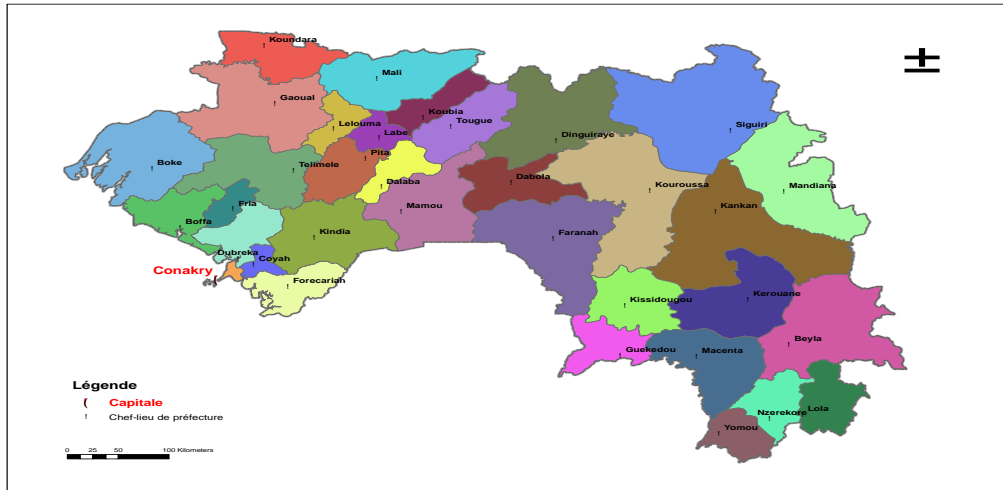 Koundara
Mali
Gaoual
Koubia
Lelouma
Tougue
Labe
Siguiri
Dinguiraye
Pita
Boke
Telimele
Dalaba
Dabola
Kouroussa
Mandiana
Fria
Mamou
Kankan
Boffa
Kindia
Faranah
Dubreka
Coyah
Conakry
Forecariah
Kissidougou
Kerouane
Beyla
Guekedou
Macenta
Légende
Capitale
Chef-lieu de préfecture
Nzerekore
Lola
Yomou
0 25 50 100 Kilometers